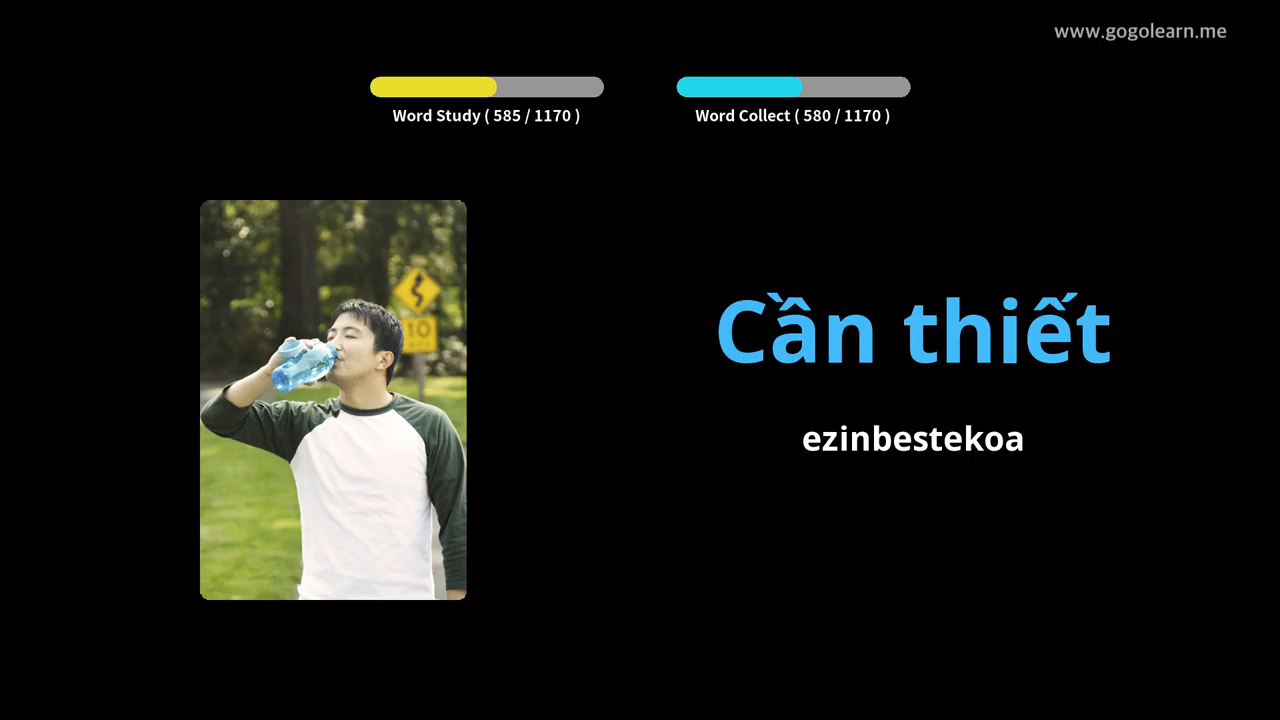 www.gogolearn.me
Word Study ( 585 / 1170 )
Word Collect ( 580 / 1170 )
10
Cần thiết
ezinbestekoa